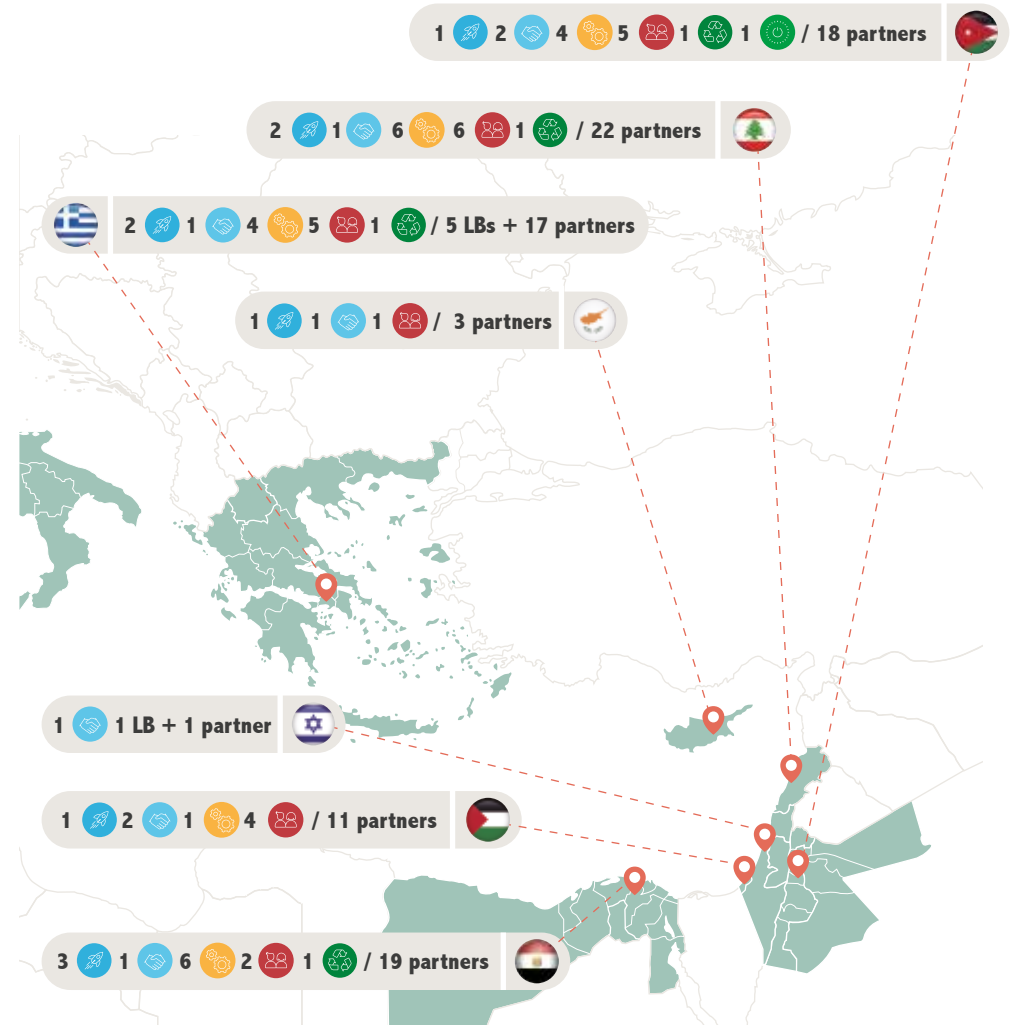 1 2 4 5 1 1 / 18 partners
2 1 6 6 1 / 22 partners
2 1 4 5 1 / 5 LBs + 17 partners
1 1 1 / 3 partners
1 1 LB + 1 partner
1 2 1 4 / 11 partners
3 1 6 2 1 / 19 partners